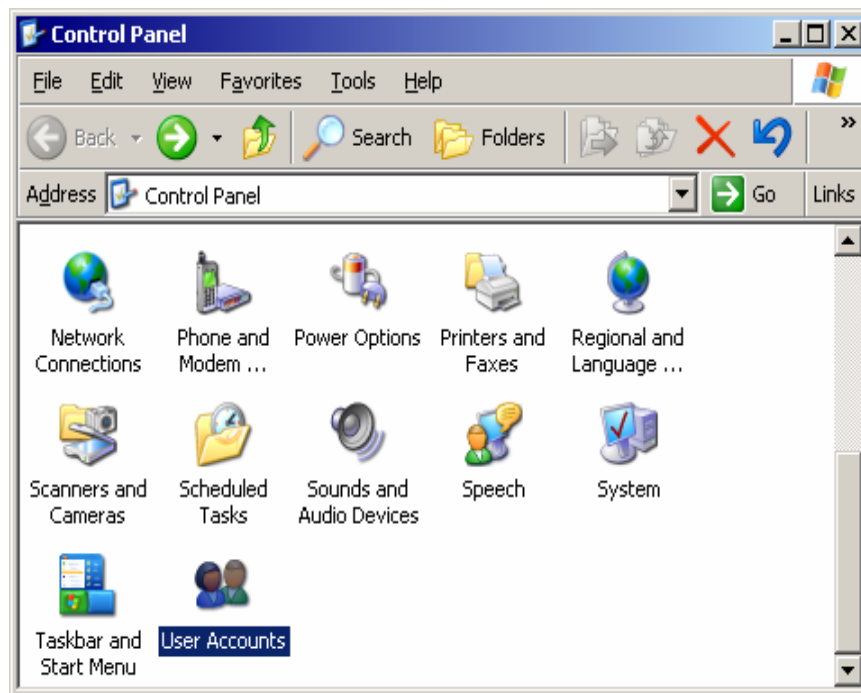 Control Panel
File Edit View Favorites Tools Help
Back Search Folders »
Address Control Panel Go Links
Network Connections
Phone and Modem ...
Power Options
Printers and Faxes
Regional and Language ...
Scanners and Cameras
Scheduled Tasks
Sounds and Audio Devices
Speech
System
Taskbar and Start Menu
User Accounts